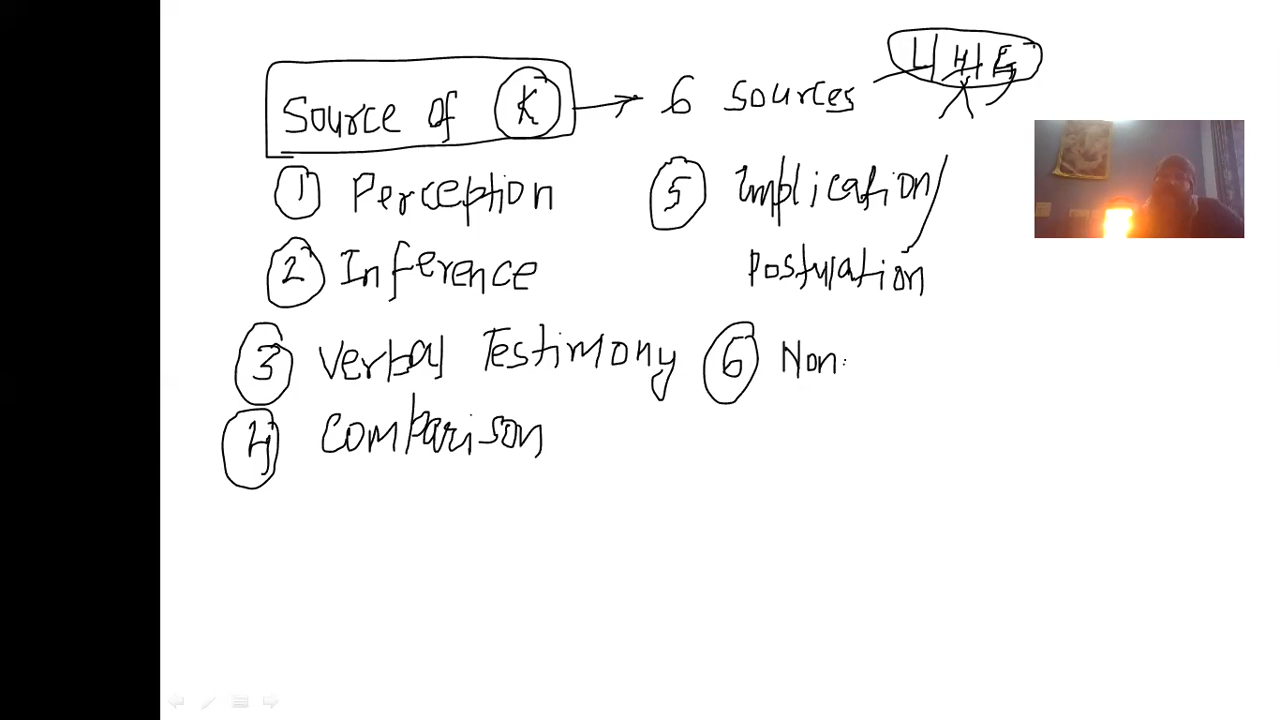 Source of K → 6 sources
1 Perception
2 Inference
3 Verbal Testimony
4 Comparison
5 Implication/
Postulation
6 Non